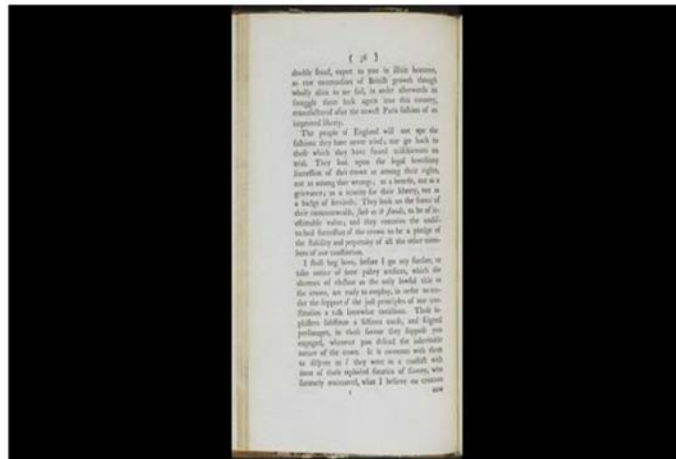 ( 36 )
double fraud, export to you in illicit bottoms,
as raw commodities of British growth though
wholly alien to our soil, in order afterwards to
smuggle them back again into this country,
manufactured after the newest Paris fashion of an
improved liberty.
The people of England will not ape the
fashions they have never tried; nor go back to
those which they have found mischievous on
trial. They look upon the legal hereditary
succession of their crown as among their rights,
not as among their wrongs; as a benefit, not as a
grievance; as a security for their liberty, not as
a badge of servitude. They look on the frame of
their commonwealth, such as it stands, to be of in-
estimable value; and they conceive the undis-
turbed succession of the crown to be a pledge of
the stability and perpetuity of all the other mem-
bers of our constitution.
I shall beg leave, before I go any further, to
take notice of some paltry artifices, which the
abettors of election as the only lawful title to
the crown, are ready to employ, in order to ren-
der the support of the just principles of our con-
stitution a task somewhat invidious. These so-
phisters substitute a fictitious cause, and feigned
personages, in whose favour they suppose you
engaged, whenever you defend the inheritable
nature of the crown. It is common with them
to dispute as if they were in a conflict with
some of those exploded fanatics of slavery, who
formerly maintained, what I believe no creature
now